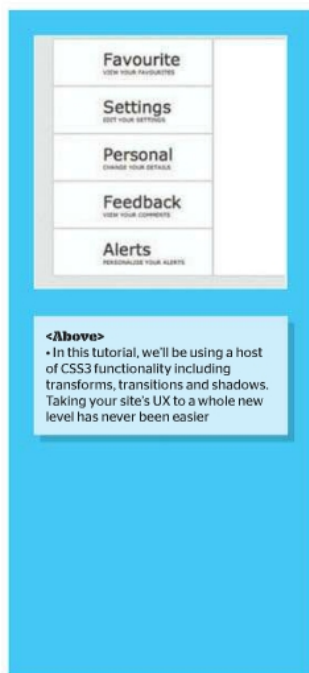 Favourite
VIEW YOUR FAVOURITES
Settings
EDIT YOUR SETTINGS
Personal
CHANGE YOUR DETAILS
Feedback
VIEW YOUR COMMENTS
Alerts
PERSONALISE YOUR ALERTS
<Above>
• In this tutorial, we'll be using a host
of CSS3 functionality including
transforms, transitions and shadows.
Taking your site's UX to a whole new
level has never been easier